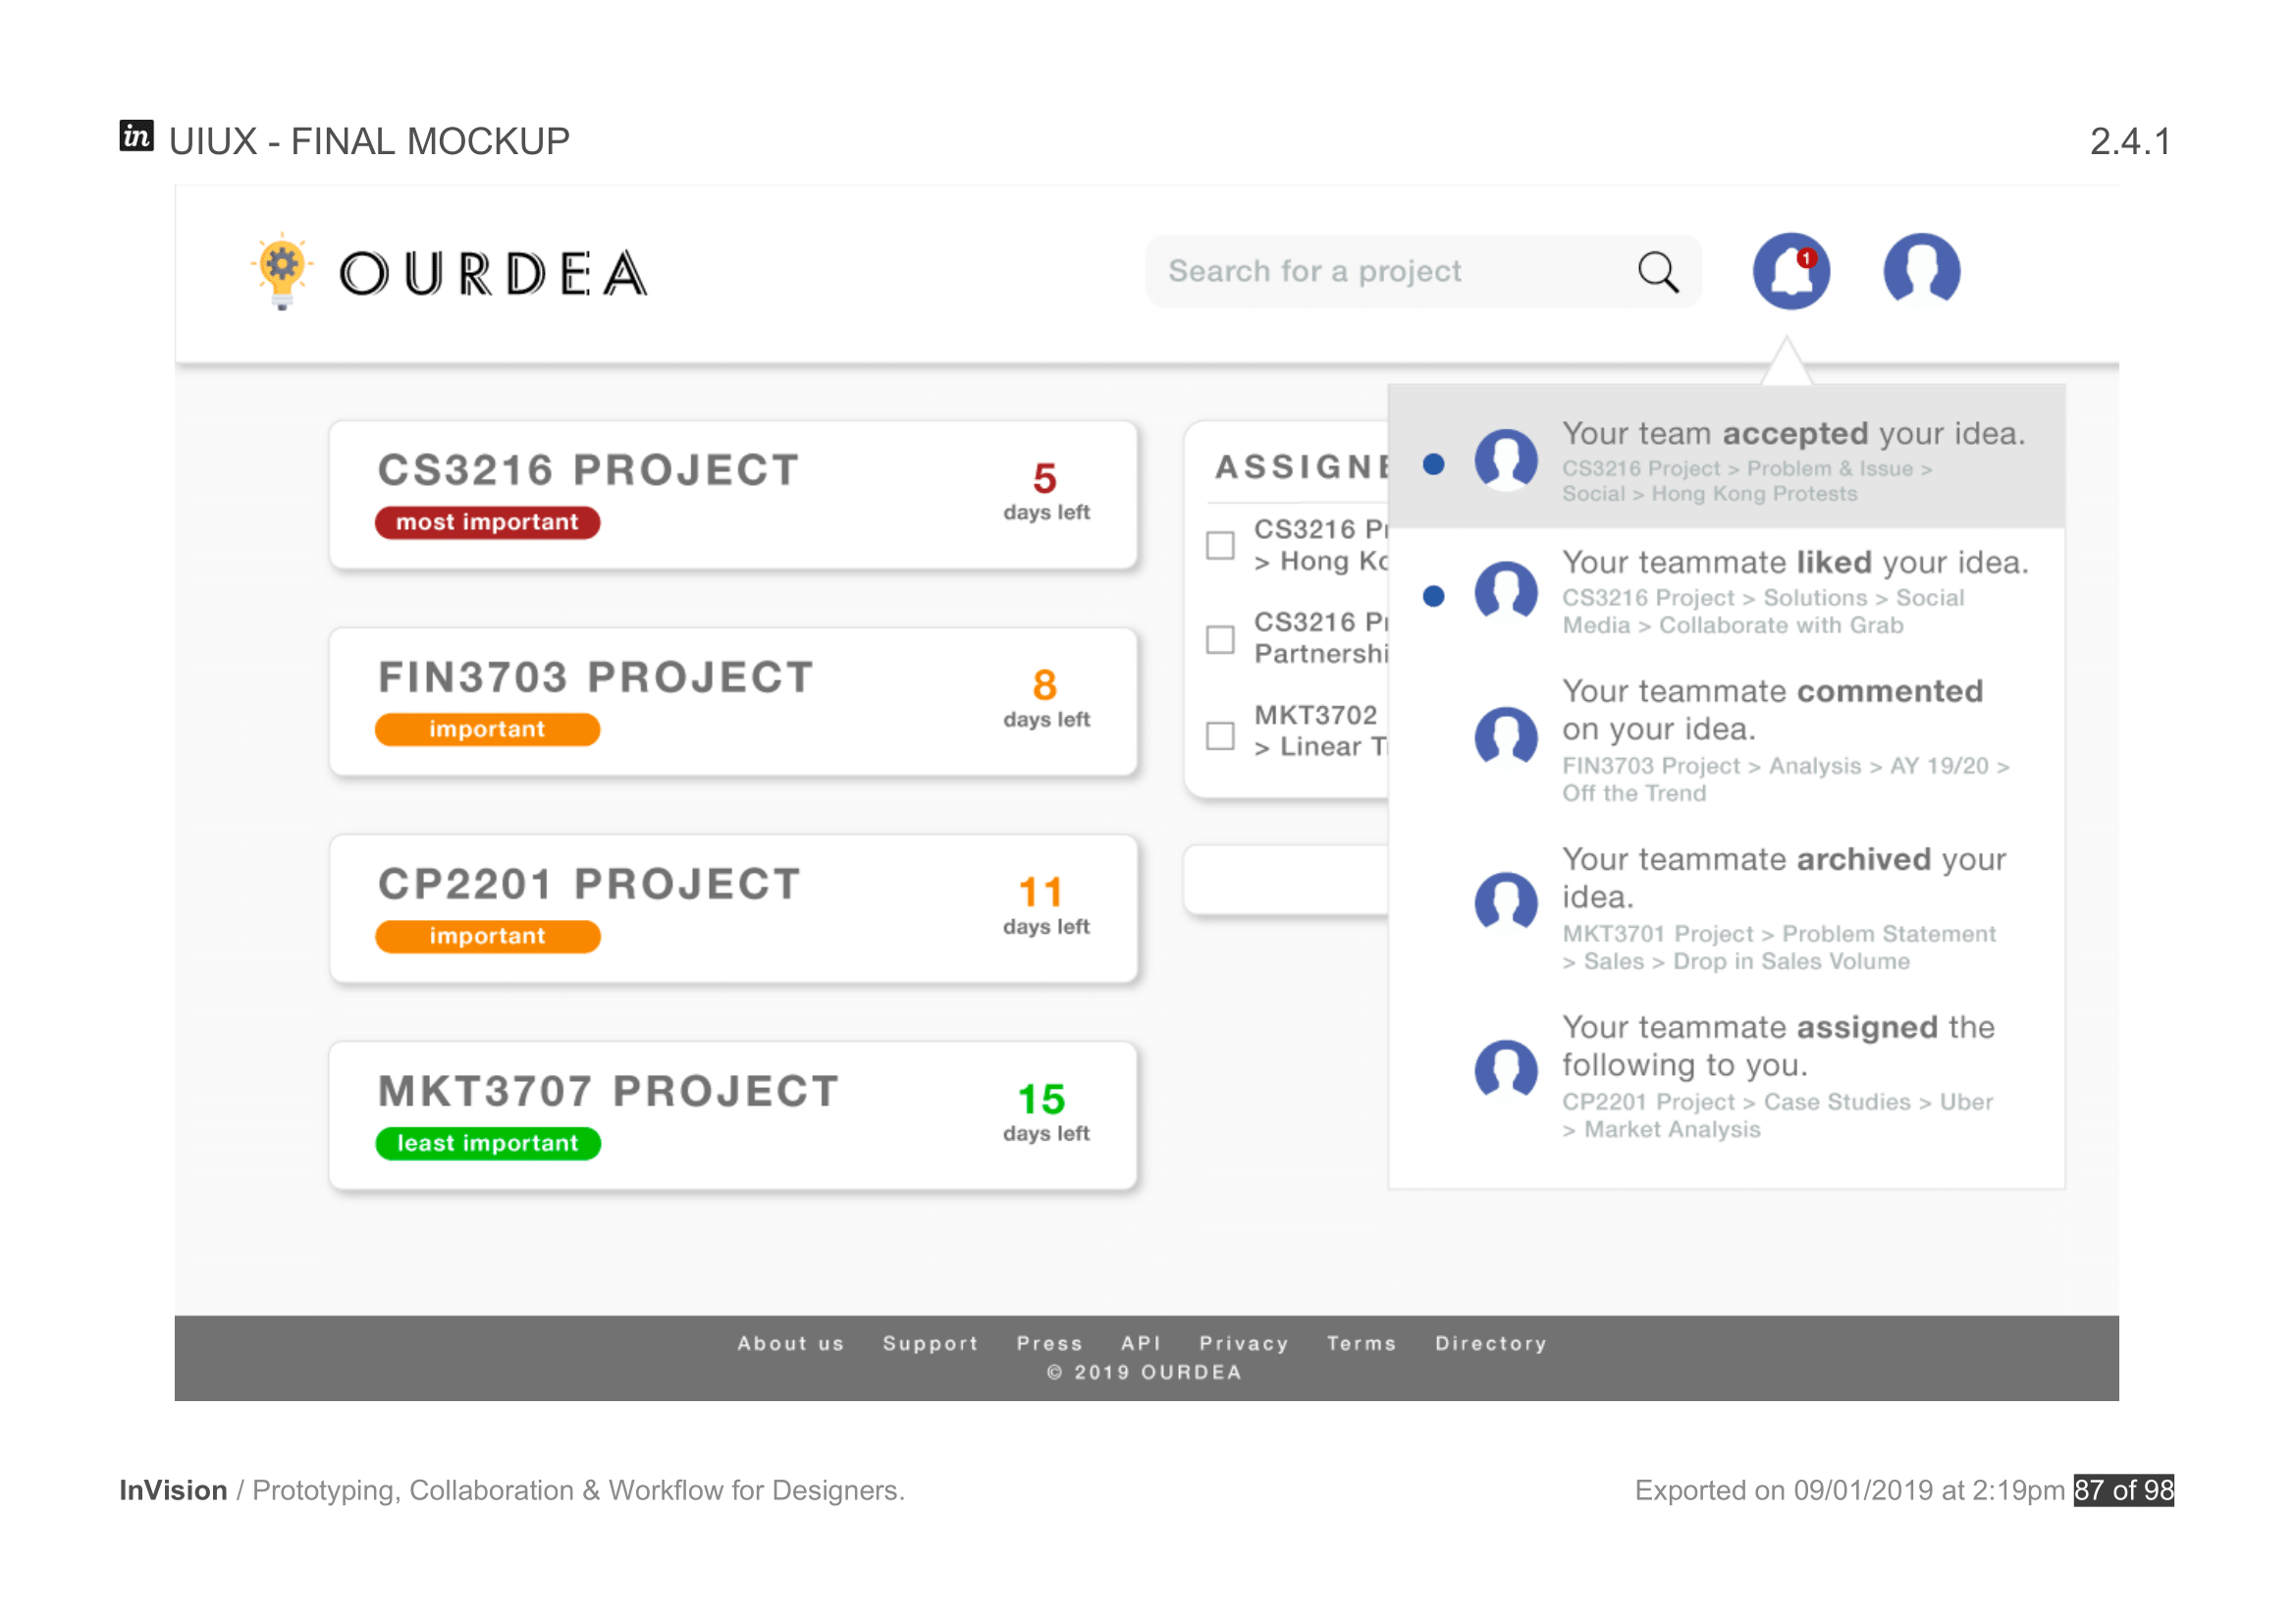 in UIUX - FINAL MOCKUP
2.4.1
OURDEA
Search for a project
1
CS3216 PROJECT
most important
5
days left
FIN3703 PROJECT
important
8
days left
CP2201 PROJECT
important
11
days left
MKT3707 PROJECT
least important
15
days left
ASSIGNE
CS3216 Pr
> Hong Ko
CS3216 Pr
Partnershi
MKT3702
> Linear T
Your team accepted your idea.
CS3216 Project > Problem & Issue >
Social > Hong Kong Protests
Your teammate liked your idea.
CS3216 Project > Solutions > Social
Media > Collaborate with Grab
Your teammate commented
on your idea.
FIN3703 Project > Analysis > AY 19/20 >
Off the Trend
Your teammate archived your
idea.
MKT3701 Project > Problem Statement
> Sales > Drop in Sales Volume
Your teammate assigned the
following to you.
CP2201 Project > Case Studies > Uber
> Market Analysis
About us Support Press API Privacy Terms Directory
© 2019 OURDEA
InVision / Prototyping, Collaboration & Workflow for Designers.
Exported on 09/01/2019 at 2:19pm 87 of 98